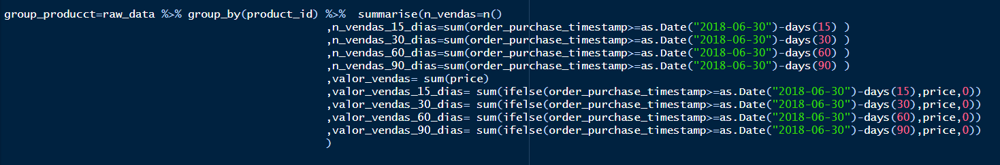 group_producct=raw_data %>% group_by(product_id) %>%  summarise(n_vendas=n()
,n_vendas_15_dias=sum(order_purchase_timestamp>=as.Date("2018-06-30")-days(15) )
,n_vendas_30_dias=sum(order_purchase_timestamp>=as.Date("2018-06-30")-days(30) )
,n_vendas_60_dias=sum(order_purchase_timestamp>=as.Date("2018-06-30")-days(60) )
,n_vendas_90_dias=sum(order_purchase_timestamp>=as.Date("2018-06-30")-days(90) )
,valor_vendas= sum(price)
,valor_vendas_15_dias= sum(ifelse(order_purchase_timestamp>=as.Date("2018-06-30")-days(15),price,0))
,valor_vendas_30_dias= sum(ifelse(order_purchase_timestamp>=as.Date("2018-06-30")-days(30),price,0))
,valor_vendas_60_dias= sum(ifelse(order_purchase_timestamp>=as.Date("2018-06-30")-days(60),price,0))
,valor_vendas_90_dias= sum(ifelse(order_purchase_timestamp>=as.Date("2018-06-30")-days(90),price,0))
)